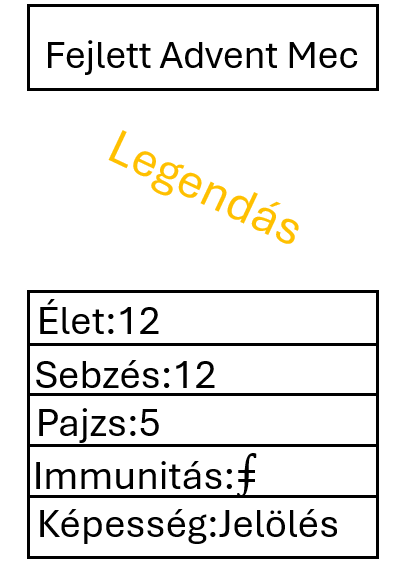 Fejlett Advent Mec
Legendás
Élet:12
Sebzés:12
Pajzs:5
Immunitás:⨎
Képesség:Jelölés